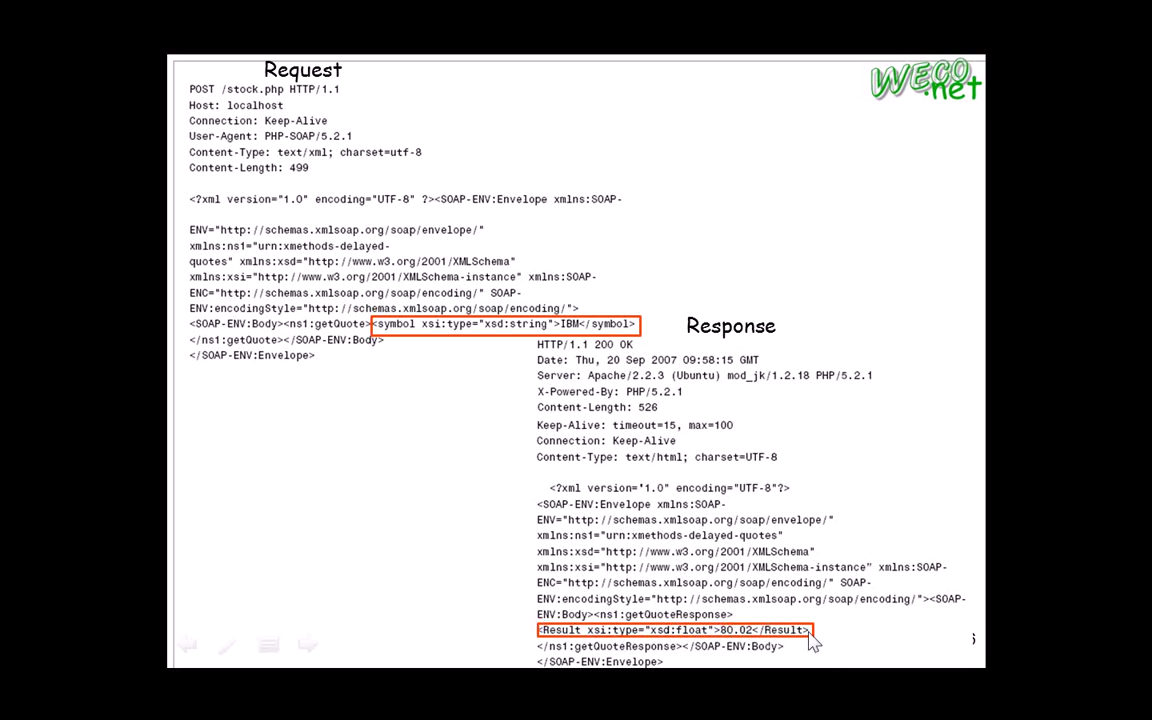 Request
WECO
.net
POST /stock.php HTTP/1.1
Host: localhost
Connection: Keep-Alive
User-Agent: PHP-SOAP/5.2.1
Content-Type: text/xml; charset=utf-8
Content-Length: 499
<?xml version="1.0" encoding="UTF-8" ?><SOAP-ENV:Envelope xmlns:SOAP-
ENV="http://schemas.xmlsoap.org/soap/envelope/"
xmlns:ns1="urn:xmethods-delayed-
quotes" xmlns:xsd="http://www.w3.org/2001/XMLSchema"
xmlns:xsi="http://www.w3.org/2001/XMLSchema-instance" xmlns:SOAP-
ENC="http://schemas.xmlsoap.org/soap/encoding/" SOAP-
ENV:encodingStyle="http://schemas.xmlsoap.org/soap/encoding/">
<SOAP-ENV:Body><ns1:getQuote><symbol xsi:type="xsd:string">IBM</symbol>
</ns1:getQuote></SOAP-ENV:Body>
</SOAP-ENV:Envelope>
Response
HTTP/1.1 200 OK
Date: Thu, 20 Sep 2007 09:58:15 GMT
Server: Apache/2.2.3 (Ubuntu) mod_jk/1.2.18 PHP/5.2.1
X-Powered-By: PHP/5.2.1
Content-Length: 526
Keep-Alive: timeout=15, max=100
Connection: Keep-Alive
Content-Type: text/html; charset=UTF-8
<?xml version="1.0" encoding="UTF-8"?>
<SOAP-ENV:Envelope xmlns:SOAP-
ENV="http://schemas.xmlsoap.org/soap/envelope/"
xmlns:ns1="urn:xmethods-delayed-quotes"
xmlns:xsd="http://www.w3.org/2001/XMLSchema"
xmlns:xsi="http://www.w3.org/2001/XMLSchema-instance" xmlns:SOAP-
ENC="http://schemas.xmlsoap.org/soap/encoding/" SOAP-
ENV:encodingStyle="http://schemas.xmlsoap.org/soap/encoding/"><SOAP-
ENV:Body><ns1:getQuoteResponse>
<Result xsi:type="xsd:float">80.02</Result>
</ns1:getQuoteResponse></SOAP-ENV:Body>
</SOAP-ENV:Envelope>